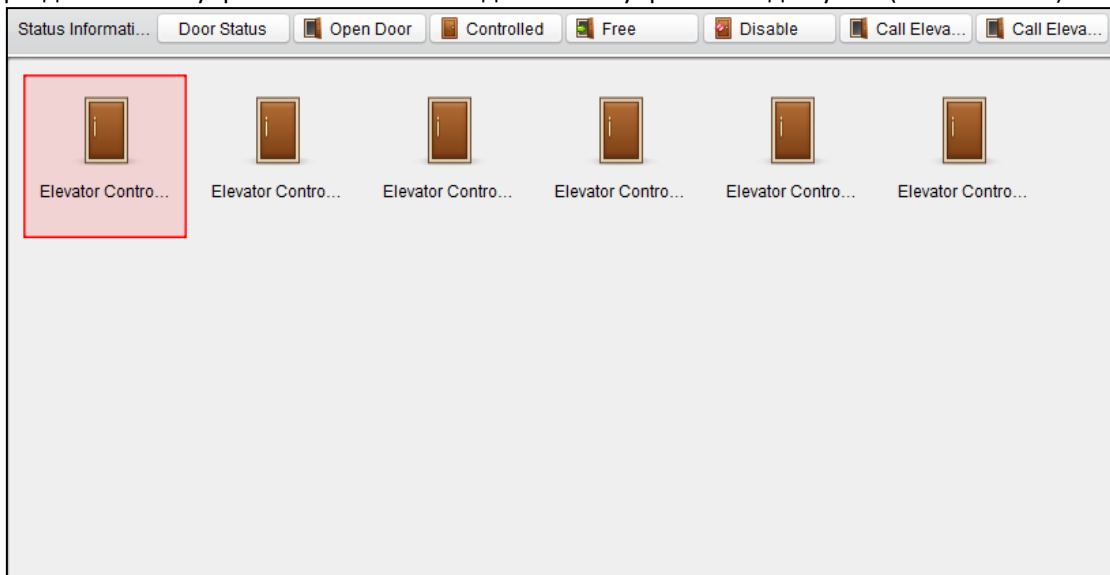 Status Informati... Door Status Open Door Controlled Free Disable Call Eleva... Call Eleva...
Elevator Contro... Elevator Contro... Elevator Contro... Elevator Contro... Elevator Contro... Elevator Contro...